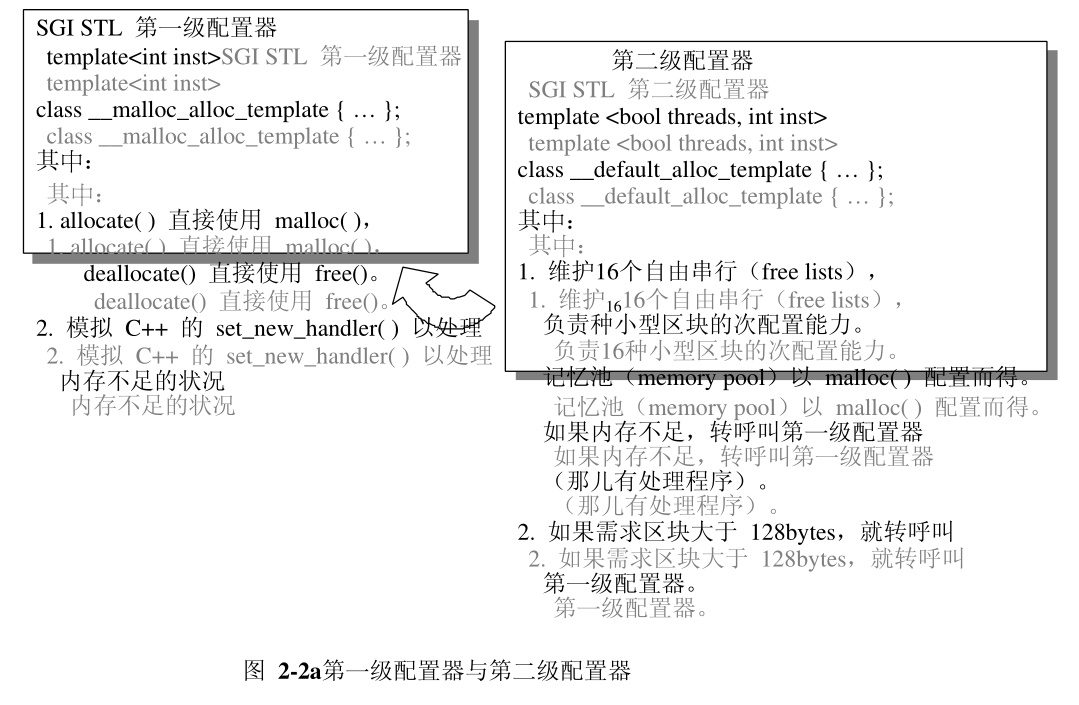 SGI STL 第一级配置器
template<int inst>SGI STL 第一级配置器
template<int inst>
class __malloc_alloc_template { … };
class __malloc_alloc_template { … };
其中：
其中：
1. allocate( ) 直接使用 malloc( )，
1. allocate( ) 直接使用 malloc( )，
deallocate() 直接使用 free()。
deallocate() 直接使用 free()。
2. 模拟 C++ 的 set_new_handler( ) 以处理
2. 模拟 C++ 的 set_new_handler( ) 以处理
内存不足的状况
内存不足的状况
第二级配置器
SGI STL 第二级配置器
template <bool threads, int inst>
template <bool threads, int inst>
class __default_alloc_template { … };
class __default_alloc_template { … };
其中：
其中：
1. 维护16个自由串行（free lists），
1. 维护1616个自由串行（free lists），
负责种小型区块的次配置能力。
负责16种小型区块的次配置能力。
记忆池（memory pool）以 malloc( ) 配置而得。
记忆池（memory pool）以 malloc( ) 配置而得。
如果内存不足，转呼叫第一级配置器
如果内存不足，转呼叫第一级配置器
（那儿有处理程序）。
（那儿有处理程序）。
2. 如果需求区块大于 128bytes，就转呼叫
2. 如果需求区块大于 128bytes，就转呼叫
第一级配置器。
第一级配置器。
图 2-2a第一级配置器与第二级配置器